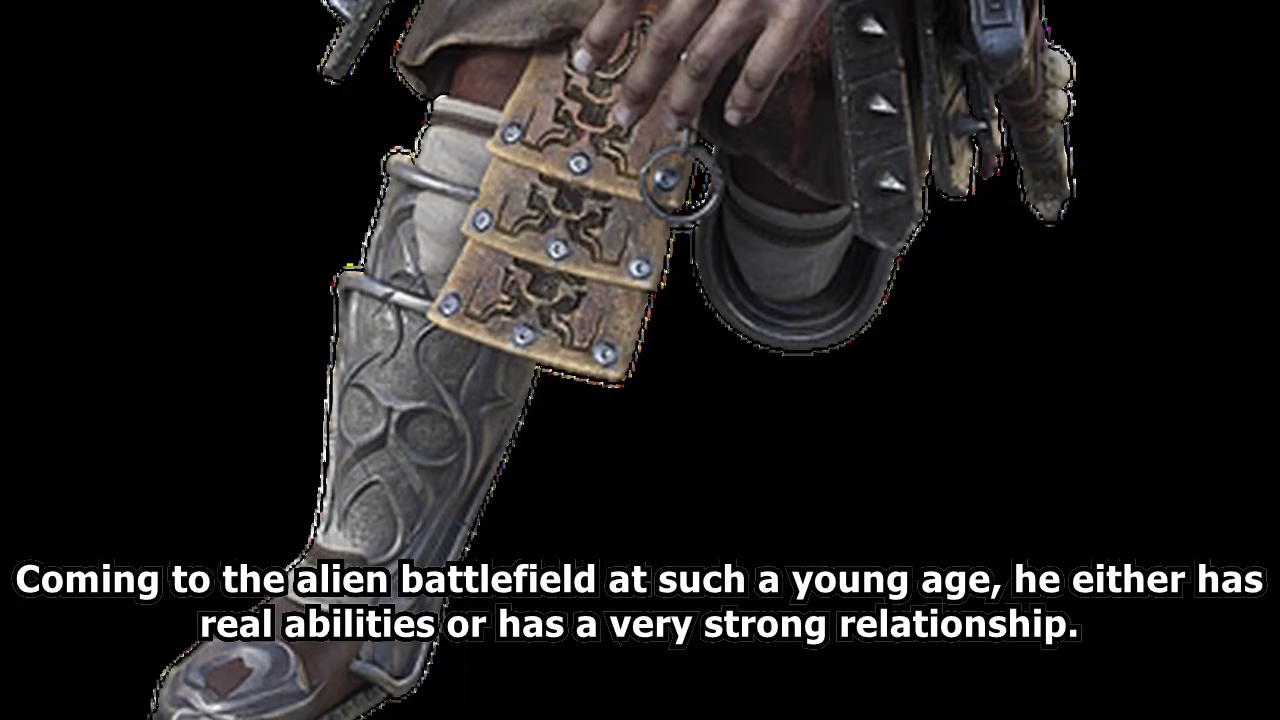 Coming to the alien battlefield at such a young age, he either has
real abilities or has a very strong relationship.